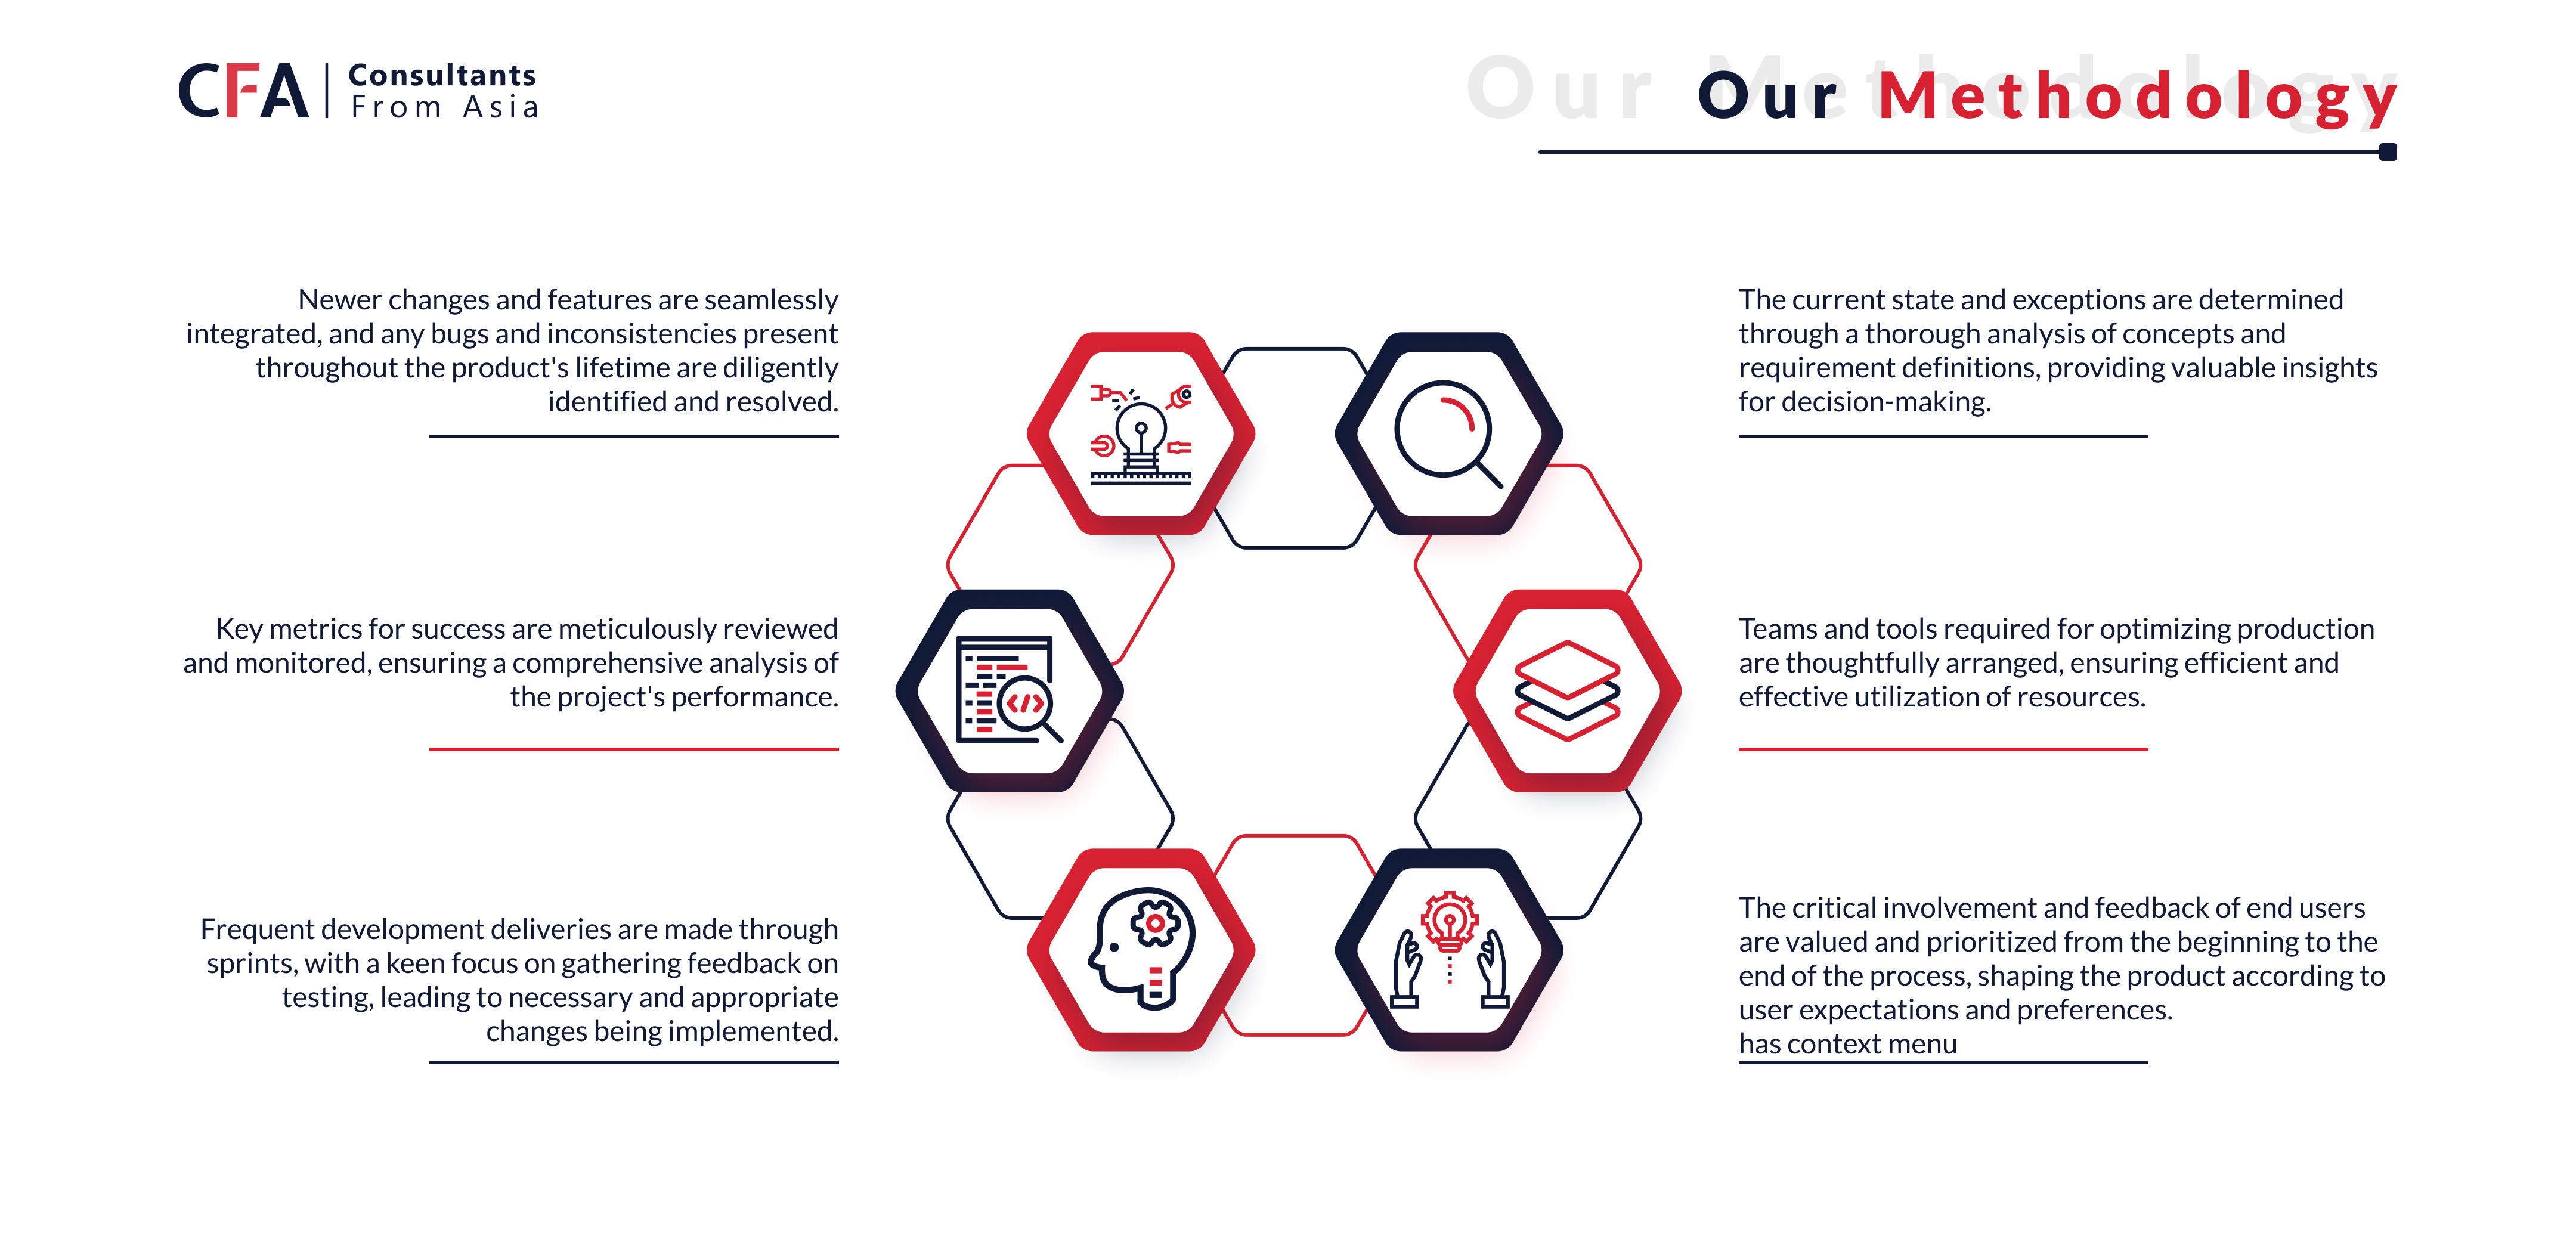 CFA
Consultants
From Asia
Our Methodology
Our Methodology
Newer changes and features are seamlessly
integrated, and any bugs and inconsistencies present
throughout the product's lifetime are diligently
identified and resolved.
The current state and exceptions are determined
through a thorough analysis of concepts and
requirement definitions, providing valuable insights
for decision-making.
Key metrics for success are meticulously reviewed
and monitored, ensuring a comprehensive analysis of
the project's performance.
Teams and tools required for optimizing production
are thoughtfully arranged, ensuring efficient and
effective utilization of resources.
Frequent development deliveries are made through
sprints, with a keen focus on gathering feedback on
testing, leading to necessary and appropriate
changes being implemented.
The critical involvement and feedback of end users
are valued and prioritized from the beginning to the
end of the process, shaping the product according to
user expectations and preferences.
has context menu